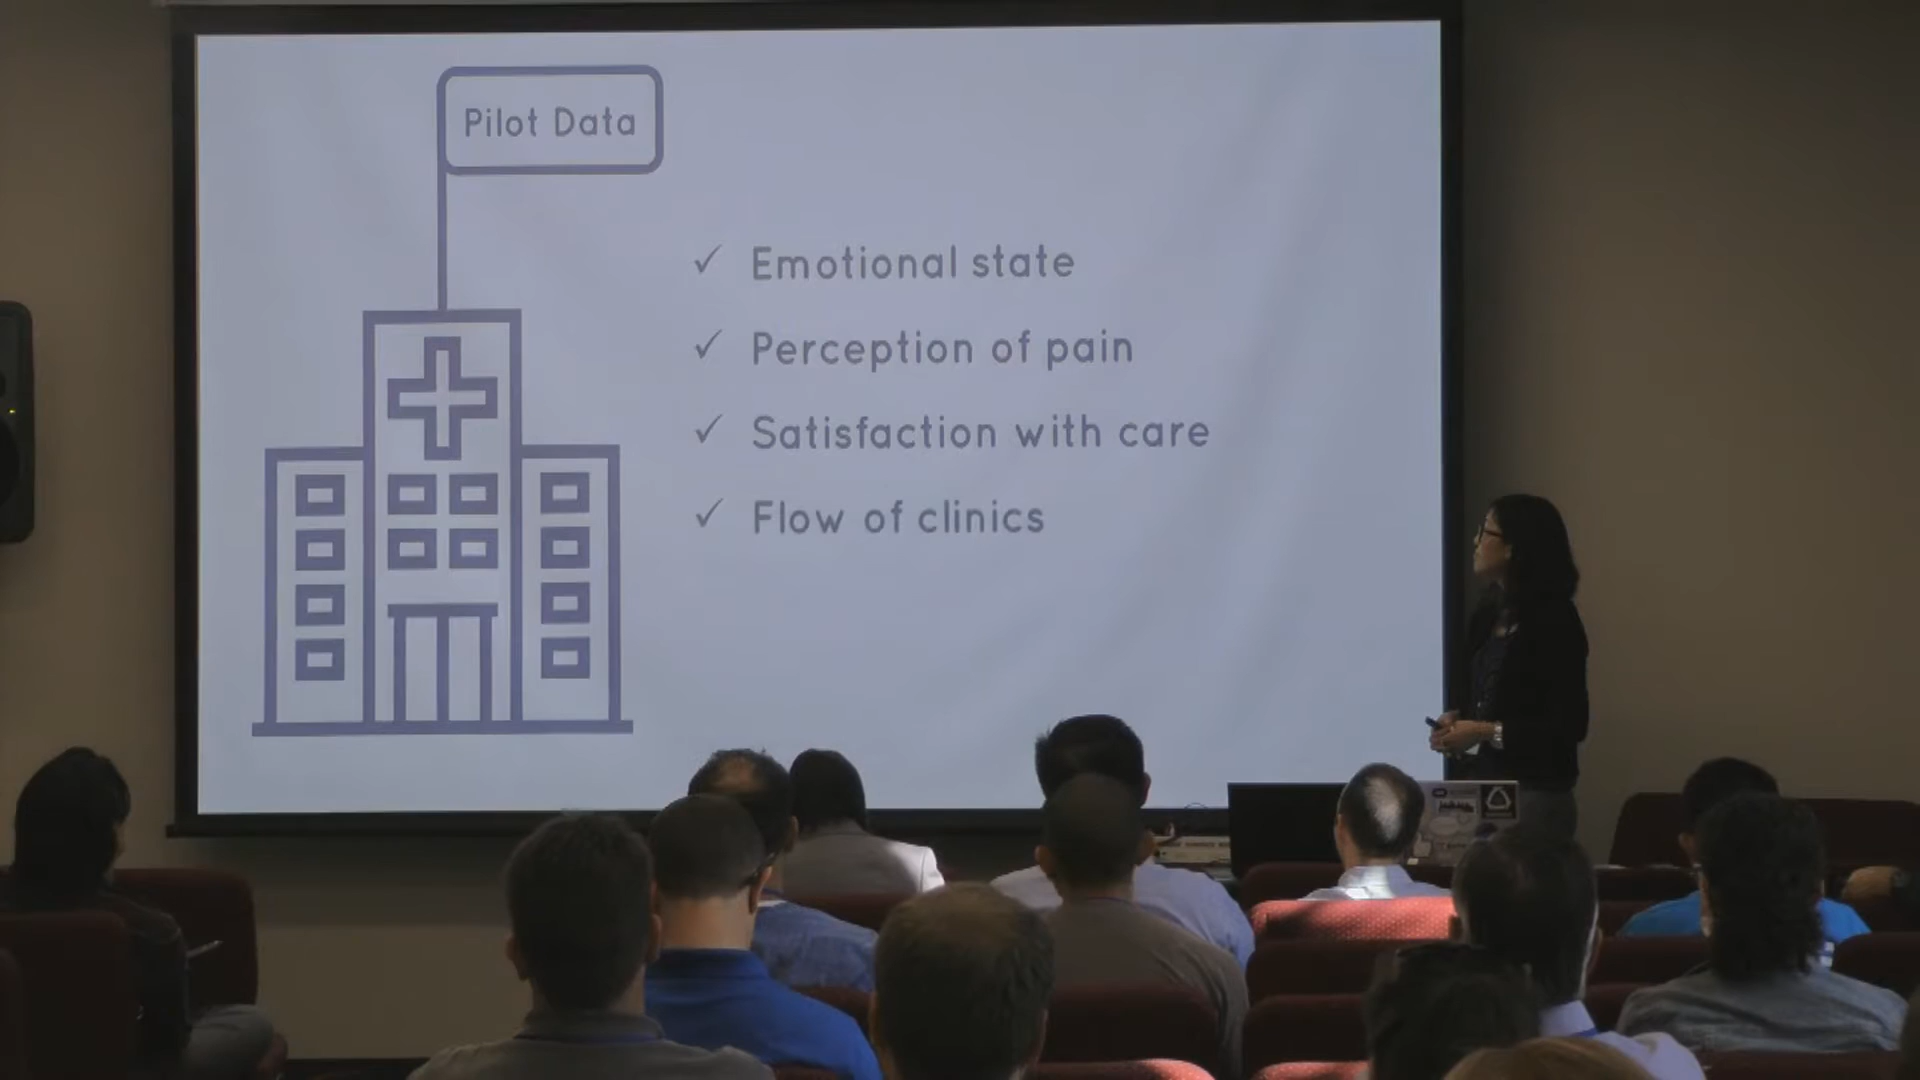 Pilot Data
✓ Emotional state
✓ Perception of pain
✓ Satisfaction with care
✓ Flow of clinics